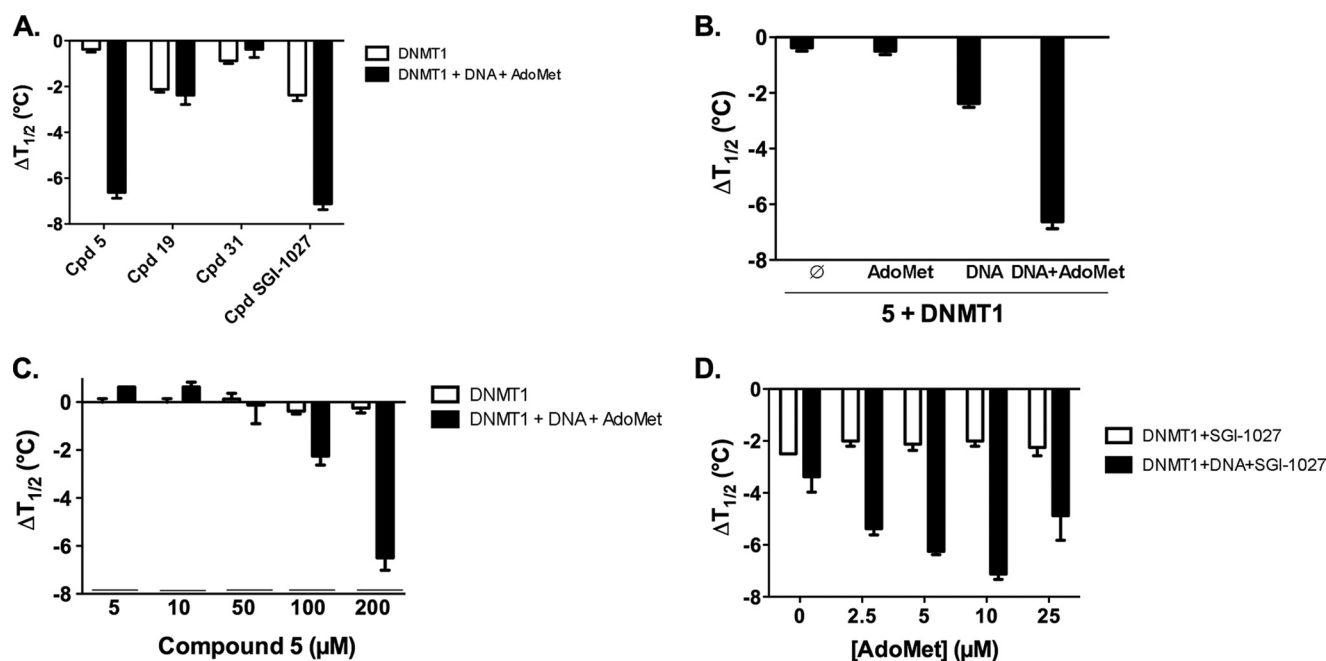 A.
0
-2
-4
-6
-8
ΔT1/2 (°C)
DNMT1
DNMT1 + DNA + AdoMet
Cpd 5
Cpd 19
Cpd 31
Cpd SGI-1027
B.
0
-2
-4
-6
-8
ΔT1/2 (°C)
∅ AdoMet DNA DNA+AdoMet
5 + DNMT1
C.
0
-2
-4
-6
-8
ΔT1/2 (°C)
DNMT1
DNMT1 + DNA + AdoMet
5 10 50 100 200
Compound 5 (µM)
D.
0
-2
-4
-6
-8
ΔT1/2 (°C)
DNMT1+SGI-1027
DNMT1+DNA+SGI-1027
0 2.5 5 10 25
[AdoMet] (µM)